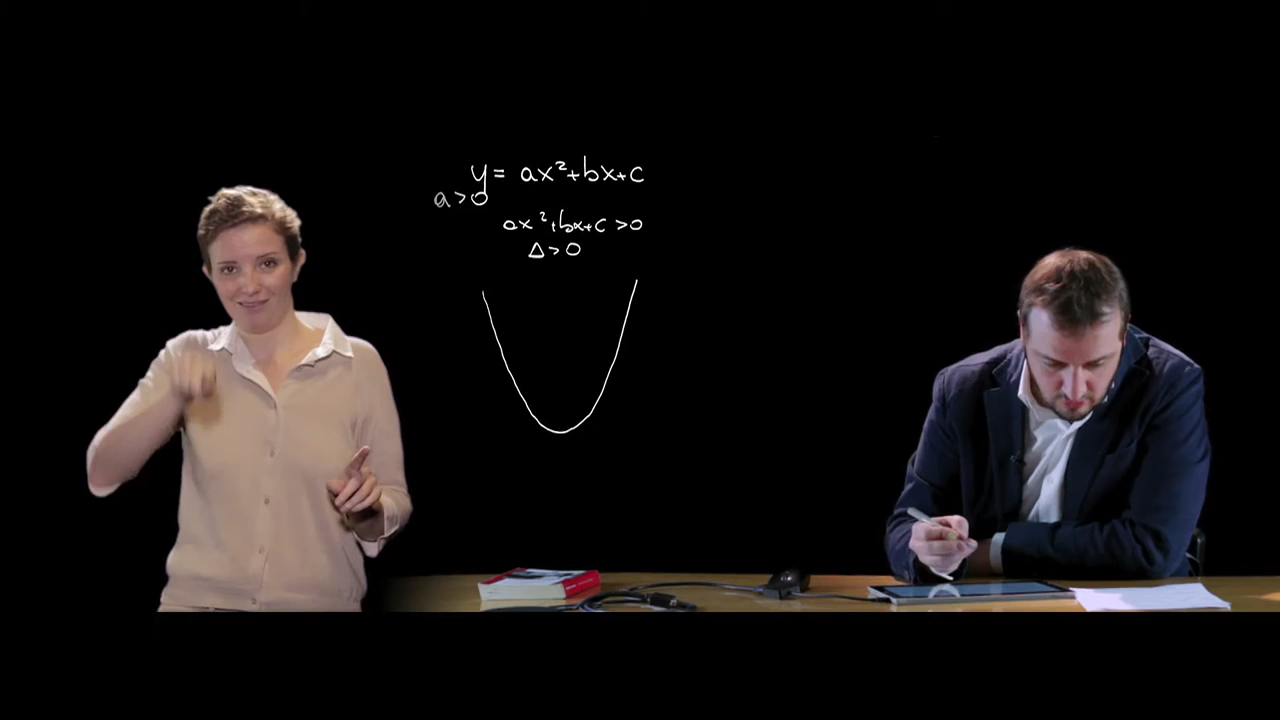 y = ax²+bx+c
a>0
ax²+bx+c >0
Δ>0